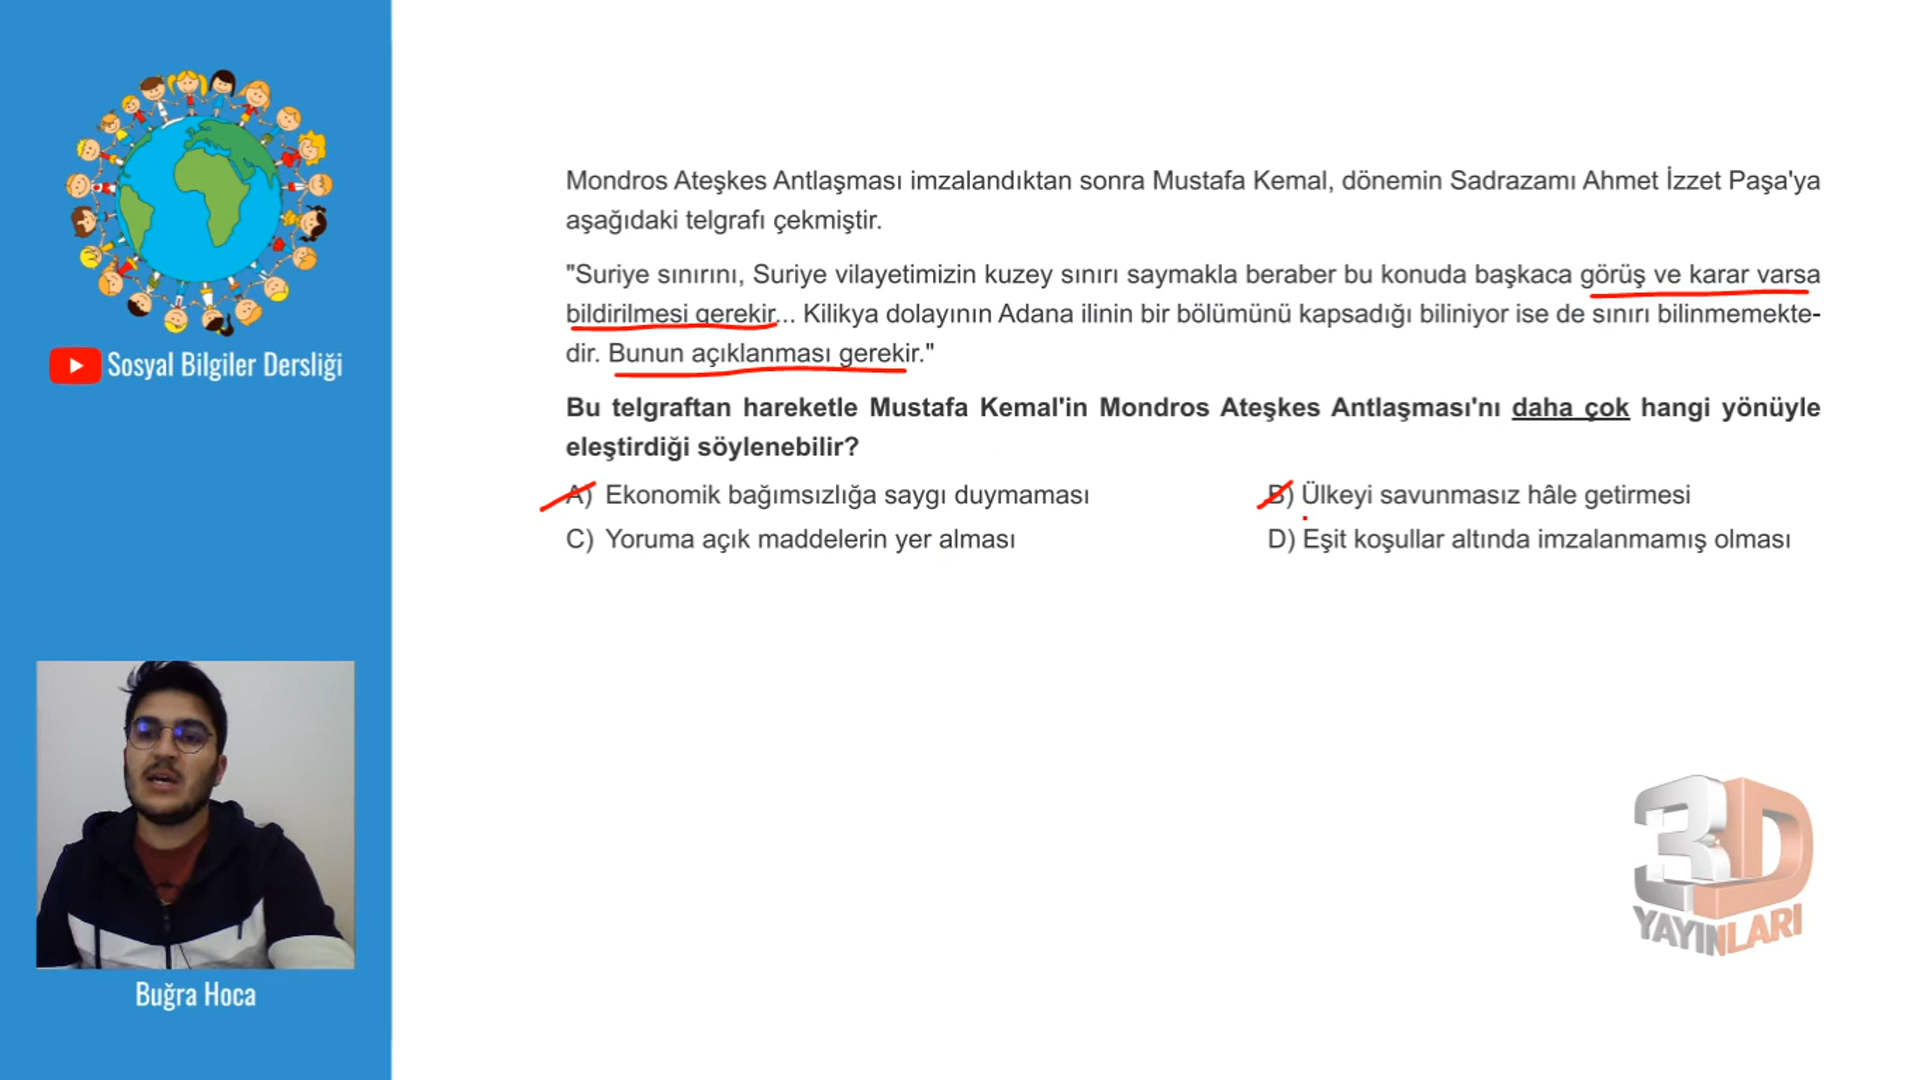 Sosyal Bilgiler Dersliği
Mondros Ateşkes Antlaşması imzalandıktan sonra Mustafa Kemal, dönemin Sadrazamı Ahmet İzzet Paşa'ya
aşağıdaki telgrafı çekmiştir.
"Suriye sınırını, Suriye vilayetimizin kuzey sınırı saymakla beraber bu konuda başkaca görüş ve karar varsa
bildirilmesi gerekir... Kilikya dolayının Adana ilinin bir bölümünü kapsadığı biliniyor ise de sınırı bilinmemekte-
dir. Bunun açıklanması gerekir."
Bu telgraftan hareketle Mustafa Kemal'in Mondros Ateşkes Antlaşması'nı daha çok hangi yönüyle
eleştirdiği söylenebilir?
A) Ekonomik bağımsızlığa saygı duymaması
B) Ülkeyi savunmasız hâle getirmesi
C) Yoruma açık maddelerin yer alması
D) Eşit koşullar altında imzalanmamış olması
Buğra Hoca
3D
YAYINLARI